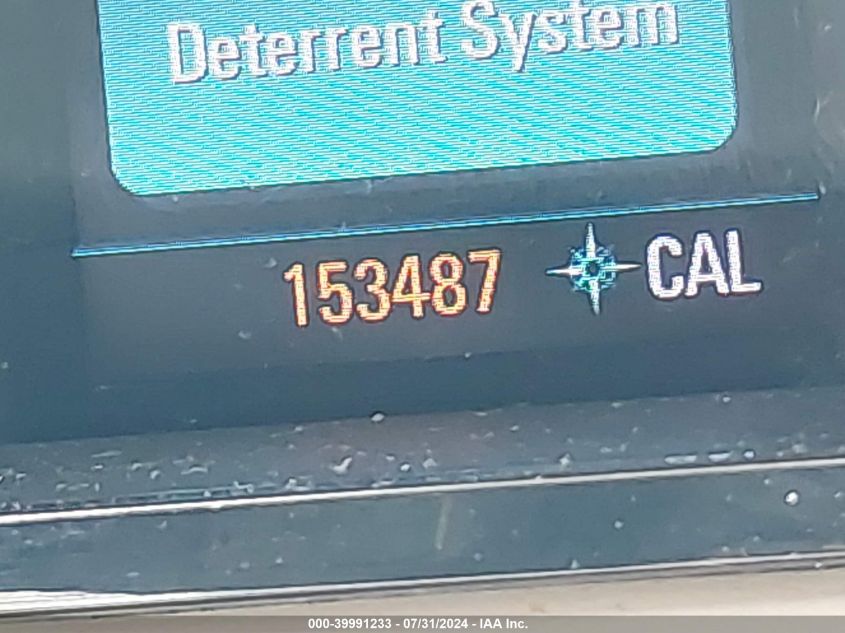 Deterrent System
153487 CAL
000-39991233 - 07/31/2024 - IAA Inc.